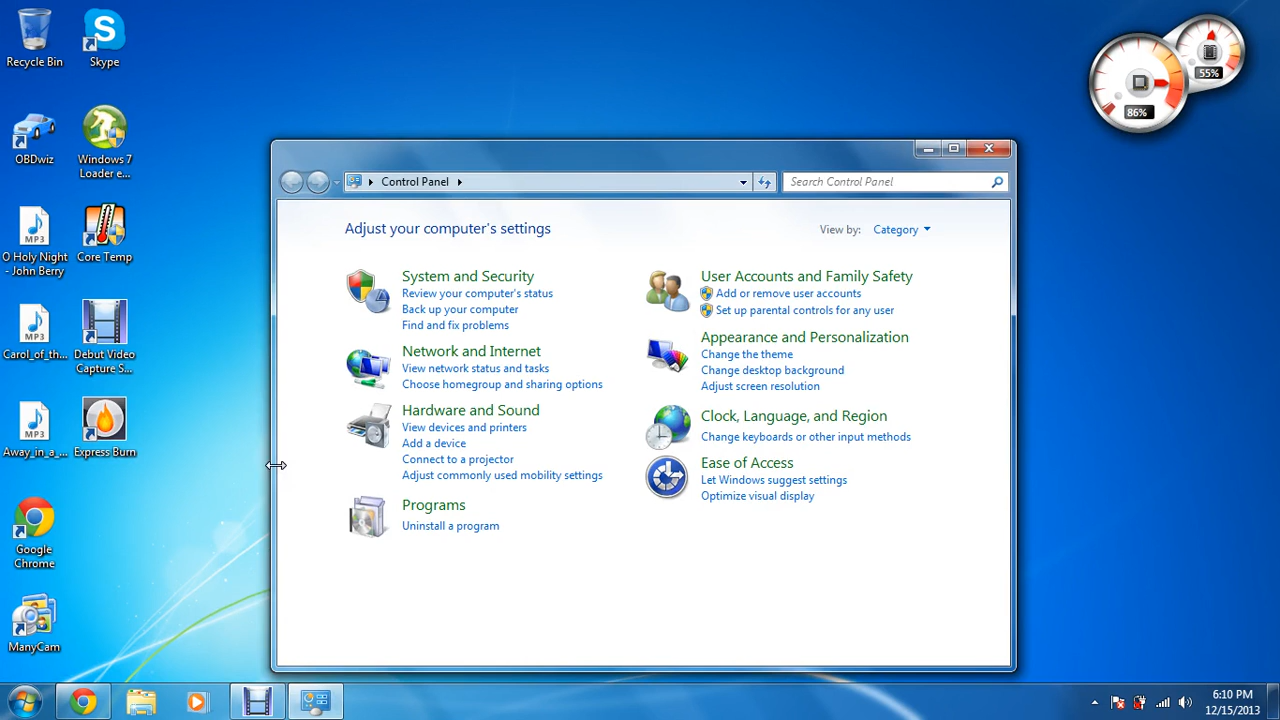 Recycle Bin
Skype
OBDwiz
Windows 7
Loader e...
MP3
O Holy Night
- John Berry
Core Temp
MP3
Carol_of_th...
Debut Video
Capture S...
MP3
Away_in_a_...
Express Burn
Google
Chrome
ManyCam
86%
55%
Control Panel
Search Control Panel
Adjust your computer's settings
View by: Category
System and Security
Review your computer's status
Back up your computer
Find and fix problems
Network and Internet
View network status and tasks
Choose homegroup and sharing options
Hardware and Sound
View devices and printers
Add a device
Connect to a projector
Adjust commonly used mobility settings
Programs
Uninstall a program
User Accounts and Family Safety
Add or remove user accounts
Set up parental controls for any user
Appearance and Personalization
Change the theme
Change desktop background
Adjust screen resolution
Clock, Language, and Region
Change keyboards or other input methods
Ease of Access
Let Windows suggest settings
Optimize visual display
6:10 PM
12/15/2013